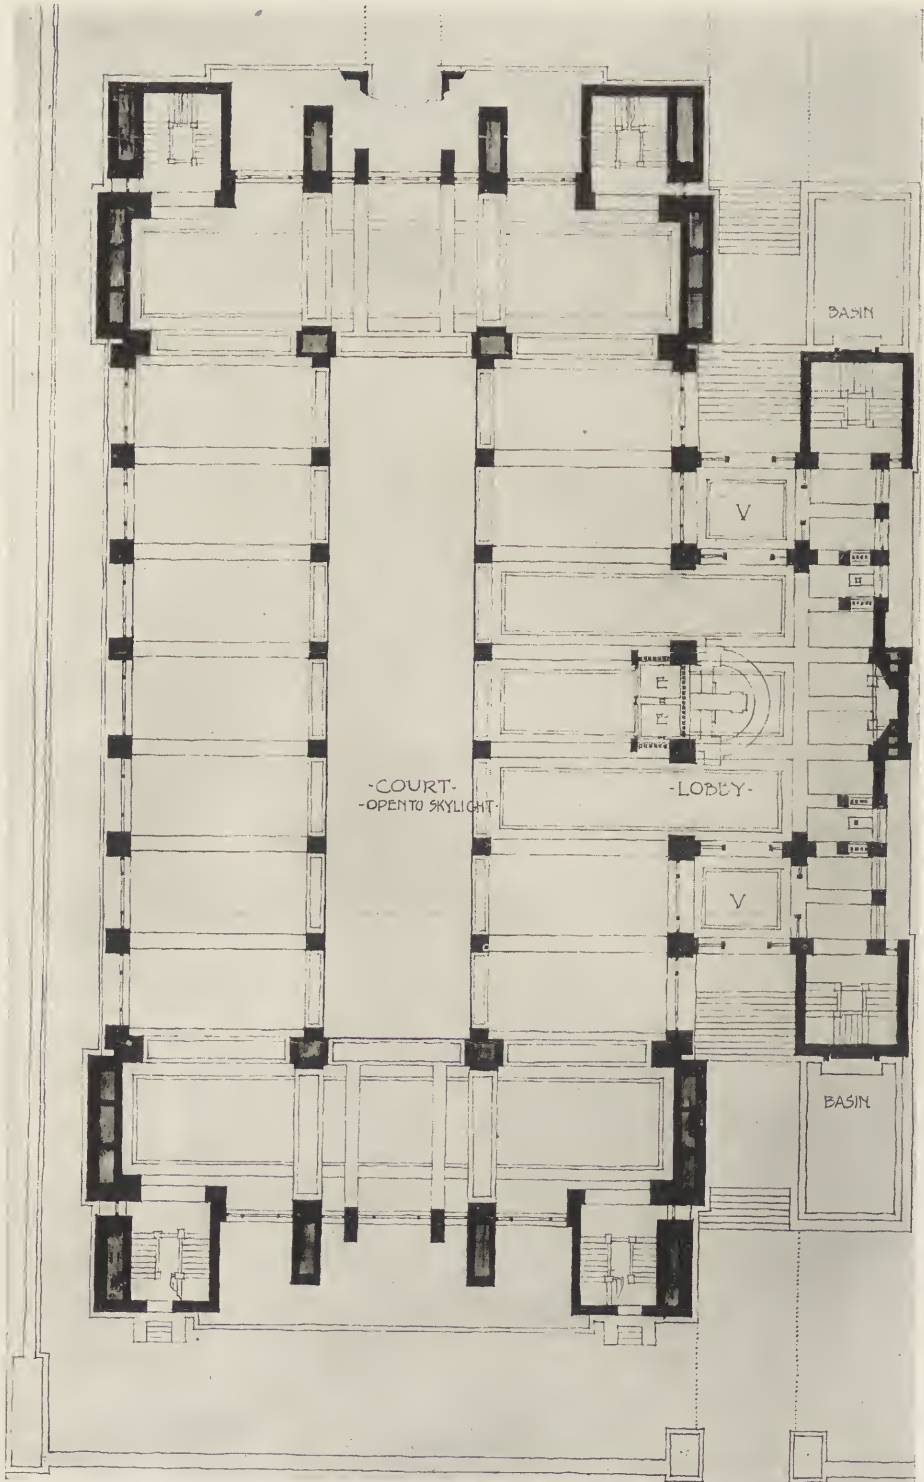 BASIN
V
E
E
-COURT-
-OPEN TO SKYLIGHT-
-LOBBY-
V
BASIN